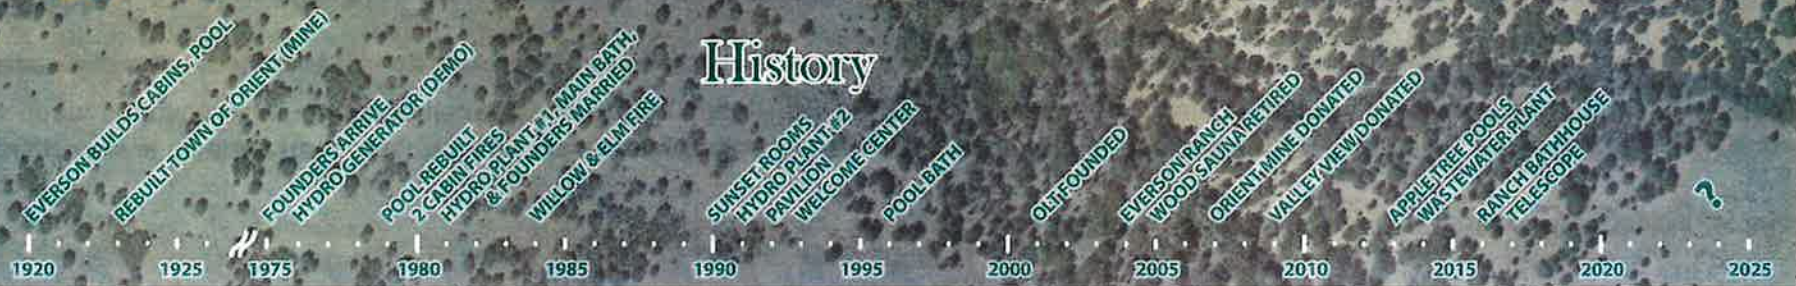 History
EVERSON BUILDS CABINS, POOL
REBUILT TOWN OF ORIENT (MINE)
FOUNDERS ARRIVE
HYDRO GENERATOR (DEMO)
POOL REBUILT
2 CABIN FIRES
HYDRO PLANT #1, MAIN BATH,
& FOUNDERS MARRIED
WILLOW & ELM FIRE
SUNSET ROOMS
HYDRO PLANT #2
PAVILION
WELCOME CENTER
POOL BATH
OLT FOUNDED
EVERSON RANCH
WOOD SAUNA RETIRED
ORIENT MINE DONATED
VALLEY VIEW DONATED
APPLE TREE POOLS
WASTEWATER PLANT
RANCH BATHHOUSE
TELESCOPE
?
1920 1925 1975 1980 1985 1990 1995 2000 2005 2010 2015 2020 2025